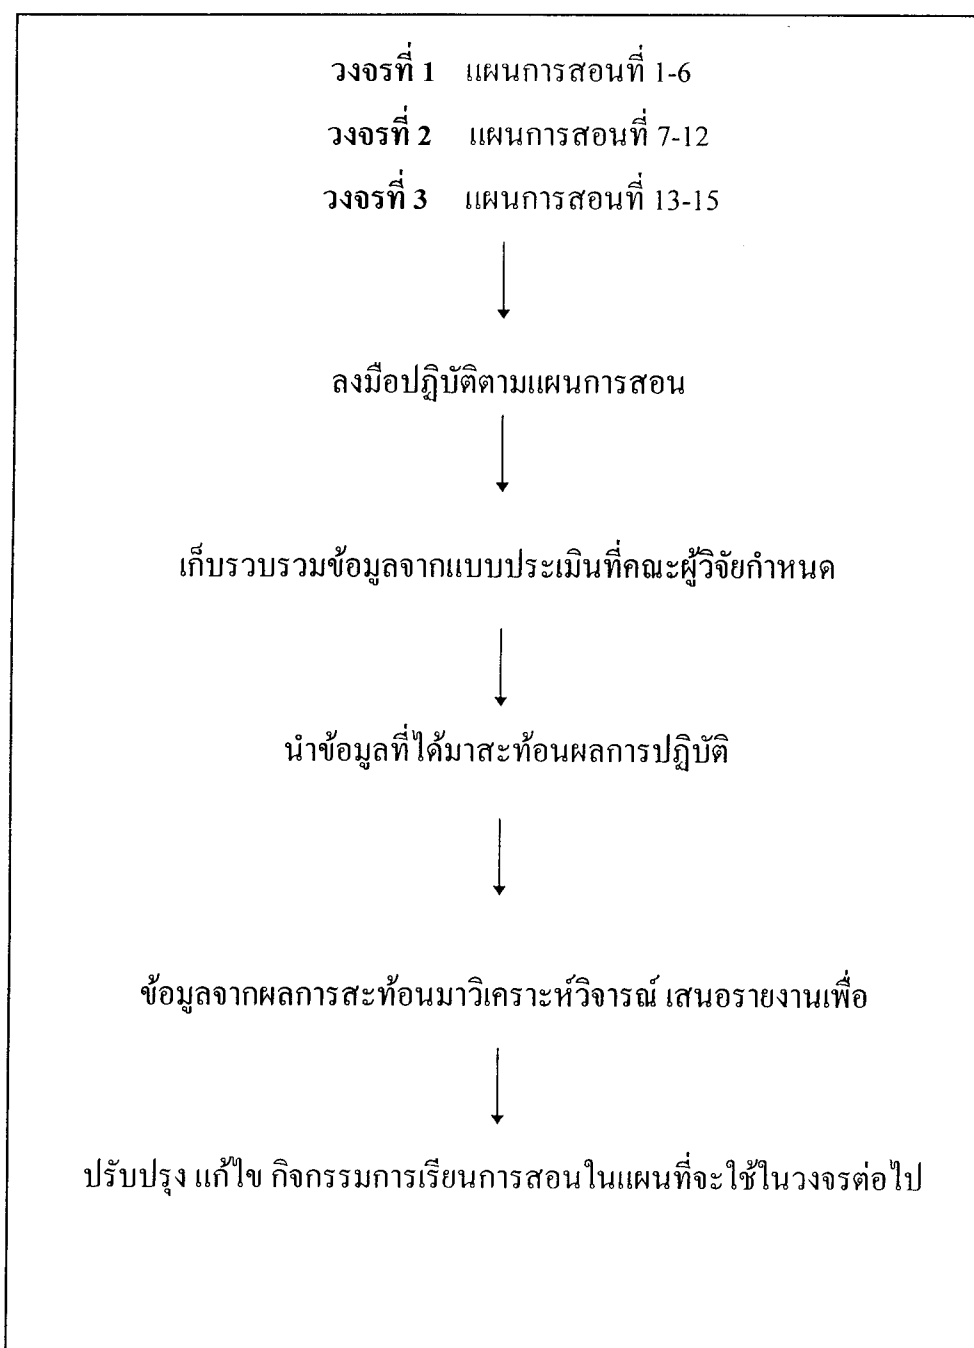 วงจรที่ 1 แผนการสอนที่ 1-6
วงจรที่ 2 แผนการสอนที่ 7-12
วงจรที่ 3 แผนการสอนที่ 13-15
ลงมือปฏิบัติตามแผนการสอน
เก็บรวบรวมข้อมูลจากแบบประเมินที่คณะผู้วิจัยกำหนด
นำข้อมูลที่ได้มาสะท้อนผลการปฏิบัติ
ข้อมูลจากผลการสะท้อนมาวิเคราะห์วิจารณ์ เสนอรายงานเพื่อ
ปรับปรุง แก้ไข กิจกรรมการเรียนการสอนในแผนที่จะใช้ในวงจรต่อไป